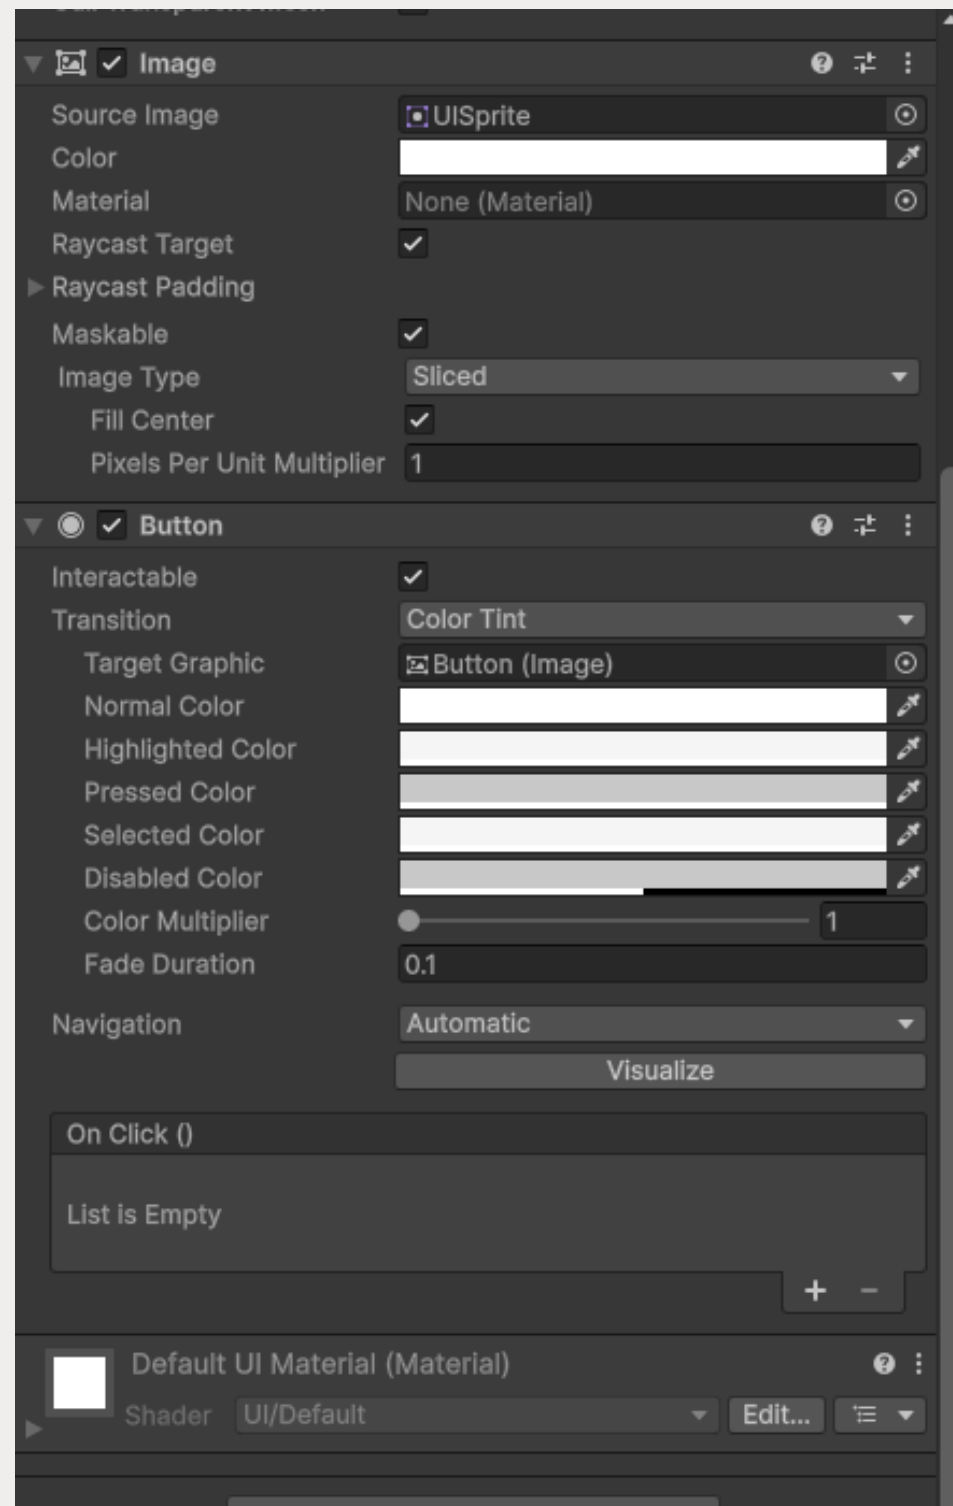 Image
Source Image UISprite
Color
Material None (Material)
Raycast Target
Raycast Padding
Maskable
Image Type Sliced
Fill Center
Pixels Per Unit Multiplier 1
Button
Interactable
Transition Color Tint
Target Graphic Button (Image)
Normal Color
Highlighted Color
Pressed Color
Selected Color
Disabled Color
Color Multiplier 1
Fade Duration 0.1
Navigation Automatic
Visualize
On Click ()
List is Empty
+ −
Default UI Material (Material)
Shader UI/Default Edit...